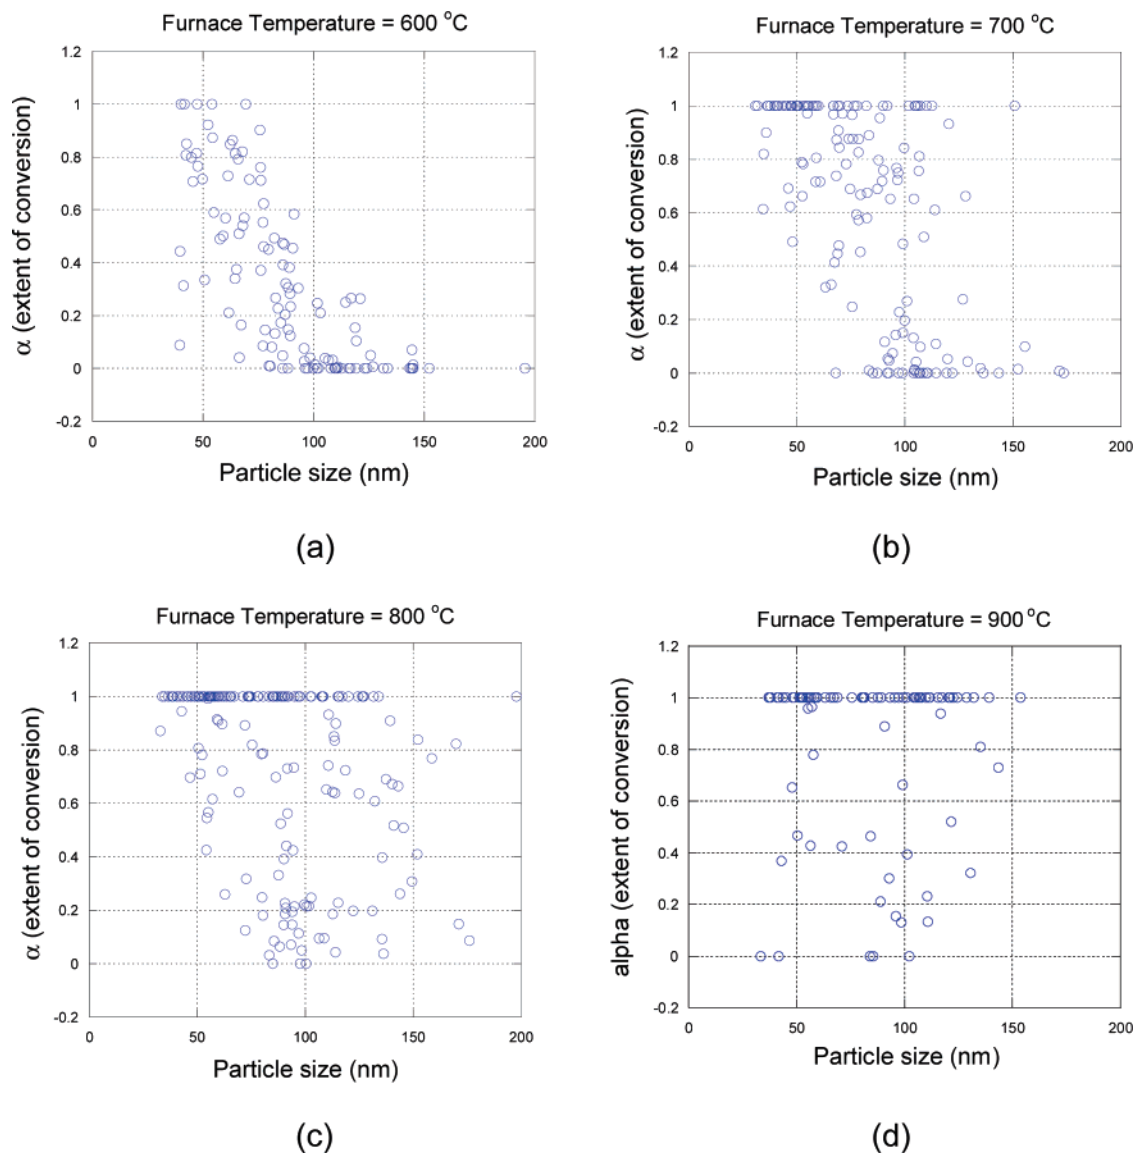 Furnace Temperature = 600 °C
1.2
1
0.8
0.6
0.4
0.2
0
-0.2
α (extent of conversion)
0 50 100 150 200
Particle size (nm)
(a)
Furnace Temperature = 700 °C
1.2
1
0.8
0.6
0.4
0.2
0
-0.2
α (extent of conversion)
0 50 100 150 200
Particle size (nm)
(b)
Furnace Temperature = 800 °C
1.2
1
0.8
0.6
0.4
0.2
0
-0.2
α (extent of conversion)
0 50 100 150 200
Particle size (nm)
(c)
Furnace Temperature = 900 °C
1.2
1
0.8
0.6
0.4
0.2
0
-0.2
alpha (extent of conversion)
0 50 100 150 200
Particle size (nm)
(d)